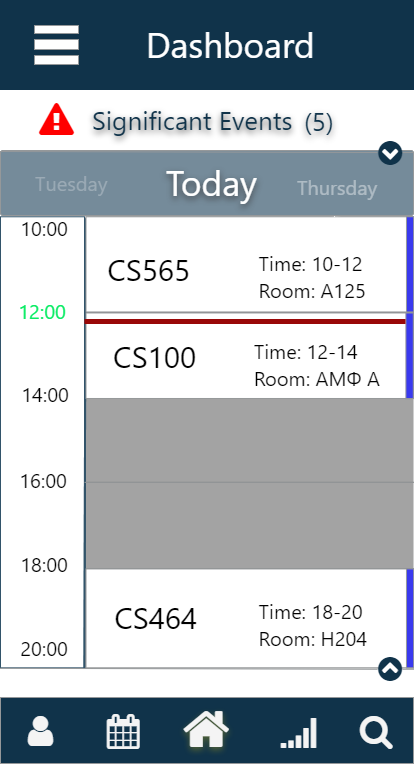 Dashboard
Significant Events (5)
Tuesday Today Thursday
10:00
CS565
Time: 10-12
Room: A125
12:00
CS100
Time: 12-14
Room: ΑΜΦ Α
14:00
16:00
18:00
CS464
Time: 18-20
Room: H204
20:00